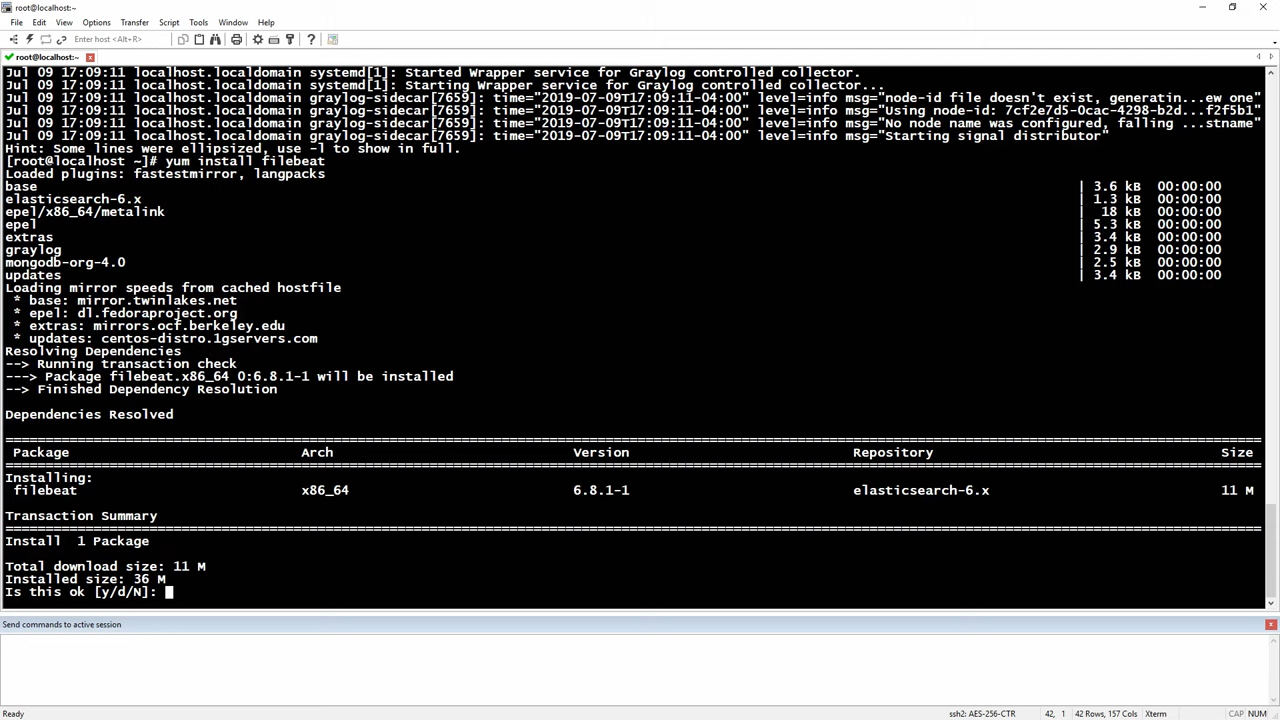 root@localhost:~
File Edit View Options Transfer Script Tools Window Help
Enter host <Alt+R>
root@localhost:~
Jul 09 17:09:11 localhost.localdomain systemd[1]: Started Wrapper service for Graylog controlled collector.
Jul 09 17:09:11 localhost.localdomain systemd[1]: Starting Wrapper service for Graylog controlled collector...
Jul 09 17:09:11 localhost.localdomain graylog-sidecar[7659]: time="2019-07-09T17:09:11-04:00" level=info msg="node-id file doesn't exist, generatin...ew one"
Jul 09 17:09:11 localhost.localdomain graylog-sidecar[7659]: time="2019-07-09T17:09:11-04:00" level=info msg="Using node-id: 7cf2e7d5-0cac-4298-b2d...f2f5b1"
Jul 09 17:09:11 localhost.localdomain graylog-sidecar[7659]: time="2019-07-09T17:09:11-04:00" level=info msg="No node name was configured, falling ...stname"
Jul 09 17:09:11 localhost.localdomain graylog-sidecar[7659]: time="2019-07-09T17:09:11-04:00" level=info msg="Starting signal distributor"
Hint: Some lines were ellipsized, use -l to show in full.
[root@localhost ~]# yum install filebeat
Loaded plugins: fastestmirror, langpacks
base | 3.6 kB 00:00:00
elasticsearch-6.x | 1.3 kB 00:00:00
epel/x86_64/metalink | 18 kB 00:00:00
epel | 5.3 kB 00:00:00
extras | 3.4 kB 00:00:00
graylog | 2.9 kB 00:00:00
mongodb-org-4.0 | 2.5 kB 00:00:00
updates | 3.4 kB 00:00:00
Loading mirror speeds from cached hostfile
* base: mirror.twinlakes.net
* epel: dl.fedoraproject.org
* extras: mirrors.ocf.berkeley.edu
* updates: centos-distro.1gservers.com
Resolving Dependencies
--> Running transaction check
---> Package filebeat.x86_64 0:6.8.1-1 will be installed
--> Finished Dependency Resolution
Dependencies Resolved
Package Arch Version Repository Size
Installing:
filebeat x86_64 6.8.1-1 elasticsearch-6.x 11 M
Transaction Summary
Install 1 Package
Total download size: 11 M
Installed size: 36 M
Is this ok [y/d/N]:
Send commands to active session
Ready ssh2: AES-256-CTR 42, 1 42 Rows, 157 Cols Xterm CAP NUM